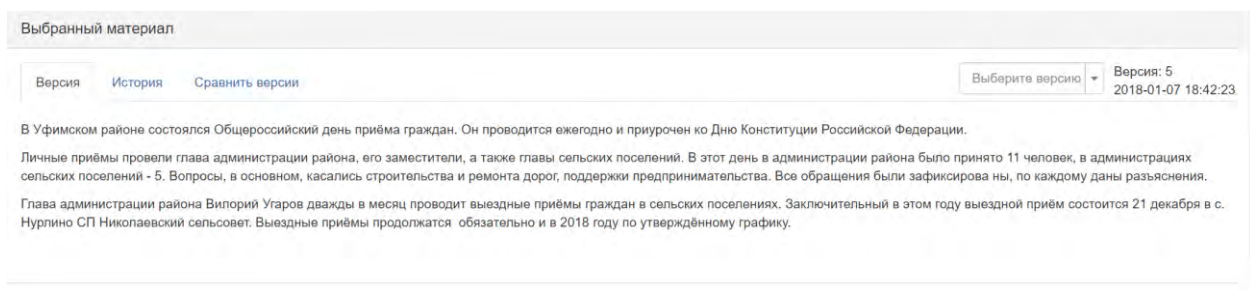 Выбранный материал
Версия История Сравнить версии Выберите версию Версия: 5
2018-01-07 18:42:23
В Уфимском районе состоялся Общероссийский день приёма граждан. Он проводится ежегодно и приурочен ко Дню Конституции Российской Федерации.
Личные приёмы провели глава администрации района, его заместители, а также главы сельских поселений. В этот день в администрации района было принято 11 человек, в администрациях
сельских поселений - 5. Вопросы, в основном, касались строительства и ремонта дорог, поддержки предпринимательства. Все обращения были зафиксирова ны, по каждому даны разъяснения.
Глава администрации района Вилорий Угаров дважды в месяц проводит выездные приёмы граждан в сельских поселениях. Заключительный в этом году выездной приём состоится 21 декабря в с.
Нурлино СП Николаевский сельсовет. Выездные приёмы продолжатся обязательно и в 2018 году по утверждённому графику.